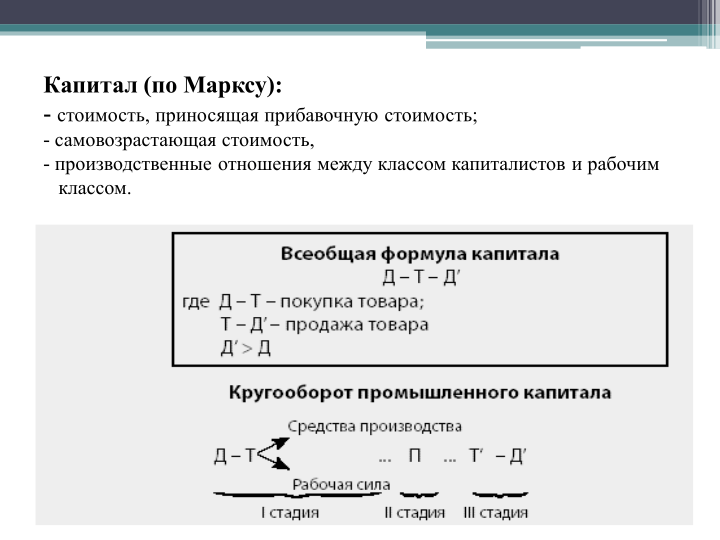 Капитал (по Марксу):
- стоимость, приносящая прибавочную стоимость;
- самовозрастающая стоимость,
- производственные отношения между классом капиталистов и рабочим
классом.
Всеобщая формула капитала
Д – Т – Д′
где Д – Т – покупка товара;
Т – Д′ – продажа товара
Д′ > Д
Кругооборот промышленного капитала
Средства производства
Д – Т ... П ... Т′ – Д′
Рабочая сила
I стадия II стадия III стадия